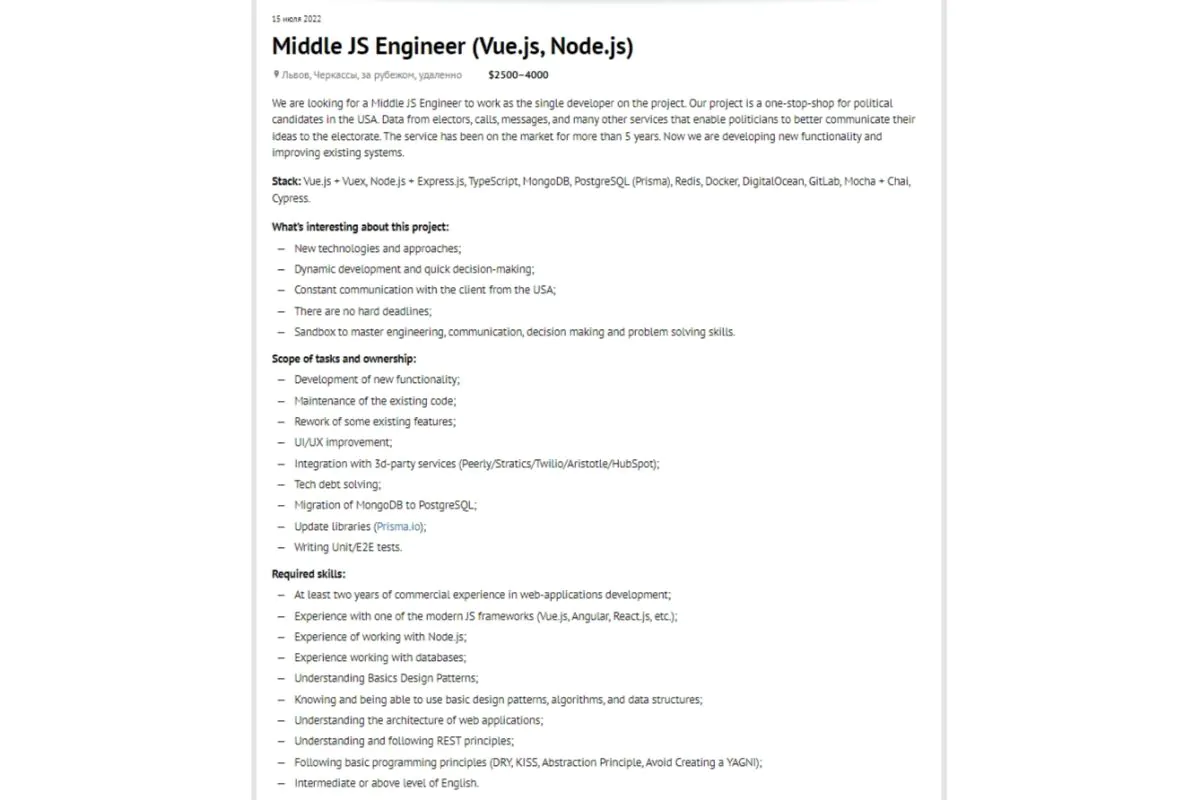 15 июля 2022
Middle JS Engineer (Vue.js, Node.js)
Львов, Черкассы, за рубежом, удаленно $2500–4000
We are looking for a Middle JS Engineer to work as the single developer on the project. Our project is a one-stop-shop for political
candidates in the USA. Data from electors, calls, messages, and many other services that enable politicians to better communicate their
ideas to the electorate. The service has been on the market for more than 5 years. Now we are developing new functionality and
improving existing systems.
Stack: Vue.js + Vuex, Node.js + Express.js, TypeScript, MongoDB, PostgreSQL (Prisma), Redis, Docker, DigitalOcean, GitLab, Mocha + Chai,
Cypress.
What's interesting about this project:
— New technologies and approaches;
— Dynamic development and quick decision-making;
— Constant communication with the client from the USA;
— There are no hard deadlines;
— Sandbox to master engineering, communication, decision making and problem solving skills.
Scope of tasks and ownership:
— Development of new functionality;
— Maintenance of the existing code;
— Rework of some existing features;
— UI/UX improvement;
— Integration with 3d-party services (Peerly/Stratics/Twilio/Aristotle/HubSpot);
— Tech debt solving;
— Migration of MongoDB to PostgreSQL;
— Update libraries (Prisma.io);
— Writing Unit/E2E tests.
Required skills:
— At least two years of commercial experience in web-applications development;
— Experience with one of the modern JS frameworks (Vue.js, Angular, React.js, etc.);
— Experience of working with Node.js;
— Experience working with databases;
— Understanding Basics Design Patterns;
— Knowing and being able to use basic design patterns, algorithms, and data structures;
— Understanding the architecture of web applications;
— Understanding and following REST principles;
— Following basic programming principles (DRY, KISS, Abstraction Principle, Avoid Creating a YAGNI);
— Intermediate or above level of English.